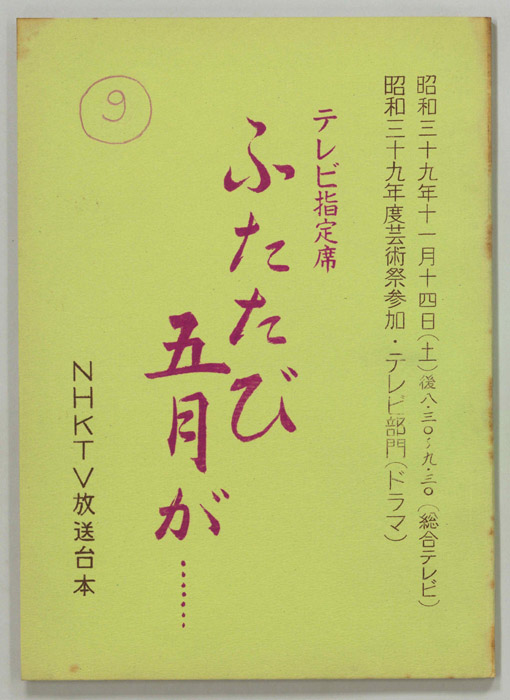 昭和三十九年十一月十四日(土)後八・三〇~九・三〇(総合テレビ)
昭和三十九年度芸術祭参加・テレビ部門(ドラマ)
テレビ指定席
ふたたび
五月が……
NHKTV放送台本
9